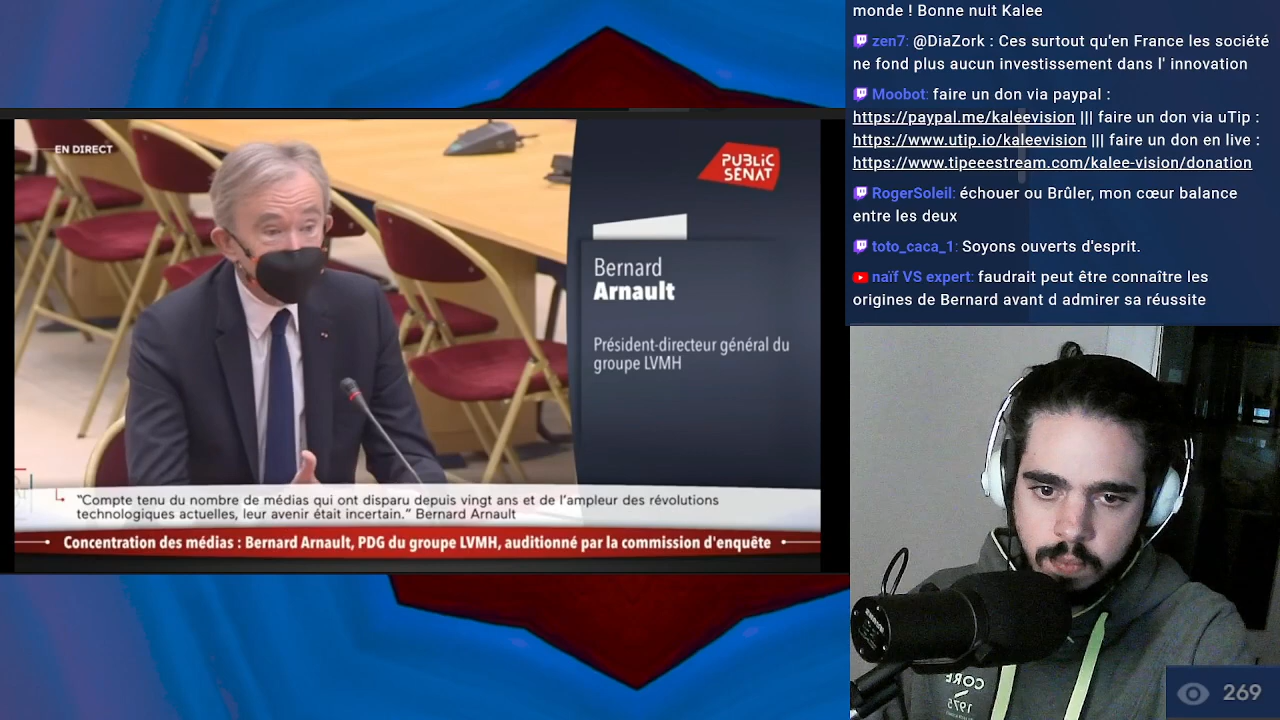 EN DIRECT
PUBLIC
SÉNAT
Bernard
Arnault
Président-directeur général du
groupe LVMH
“Compte tenu du nombre de médias qui ont disparu depuis vingt ans et de l’ampleur des révolutions
technologiques actuelles, leur avenir était incertain.” Bernard Arnault
Concentration des médias : Bernard Arnault, PDG du groupe LVMH, auditionné par la commission d'enquête
monde ! Bonne nuit Kalee
zen7: @DiaZork : Ces surtout qu'en France les société
ne fond plus aucun investissement dans l' innovation
Moobot: faire un don via paypal :
https://paypal.me/kaleevision ||| faire un don via uTip :
https://www.utip.io/kaleevision ||| faire un don en live :
https://www.tipeeestream.com/kalee-vision/donation
RogerSoleil: échouer ou Brûler, mon cœur balance
entre les deux
toto_caca_1: Soyons ouverts d'esprit.
naïf VS expert: faudrait peut être connaître les
origines de Bernard avant d admirer sa réussite
CORE
1975
269